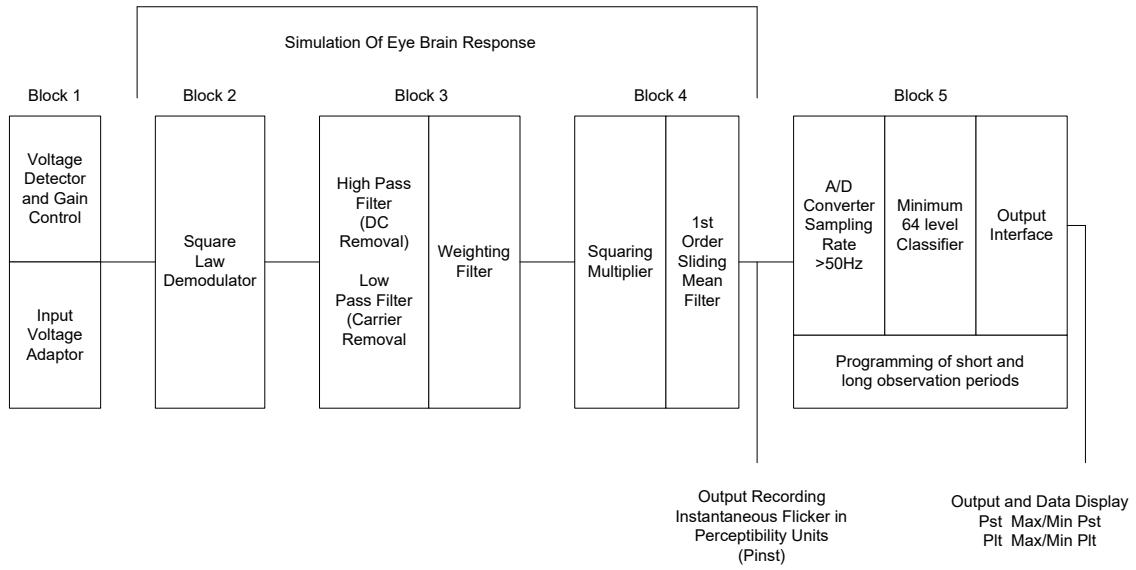 Simulation Of Eye Brain Response
Block 1
Block 2
Block 3
Block 4
Block 5
Voltage
Detector
and Gain
Control
Input
Voltage
Adaptor
Square
Law
Demodulator
High Pass
Filter
(DC
Removal)
Low
Pass Filter
(Carrier
Removal
Weighting
Filter
Squaring
Multiplier
1st
Order
Sliding
Mean
Filter
A/D
Converter
Sampling
Rate
>50Hz
Minimum
64 level
Classifier
Output
Interface
Programming of short and
long observation periods
Output Recording
Instantaneous Flicker in
Perceptibility Units
(Pinst)
Output and Data Display
Pst Max/Min Pst
Plt Max/Min Plt